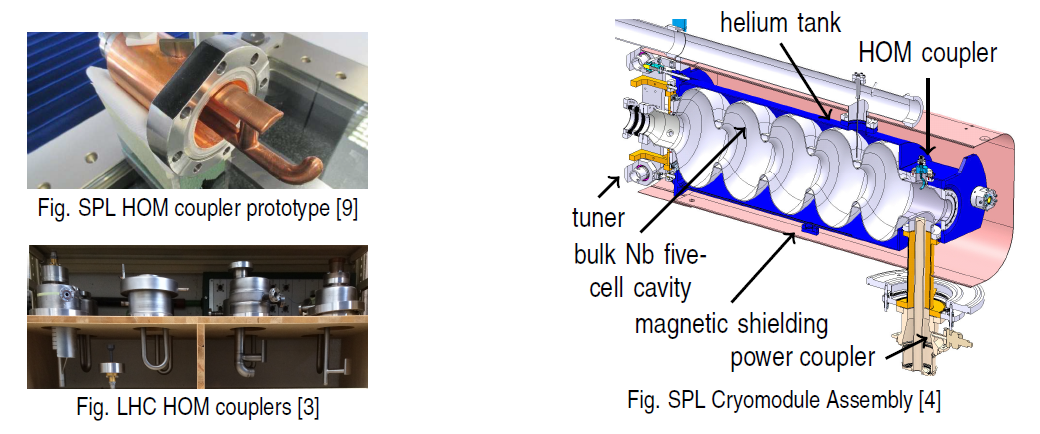 Fig. SPL HOM coupler prototype [9]
Fig. LHC HOM couplers [3]
helium tank
HOM coupler
tuner
bulk Nb five-
cell cavity
magnetic shielding
power coupler
Fig. SPL Cryomodule Assembly [4]